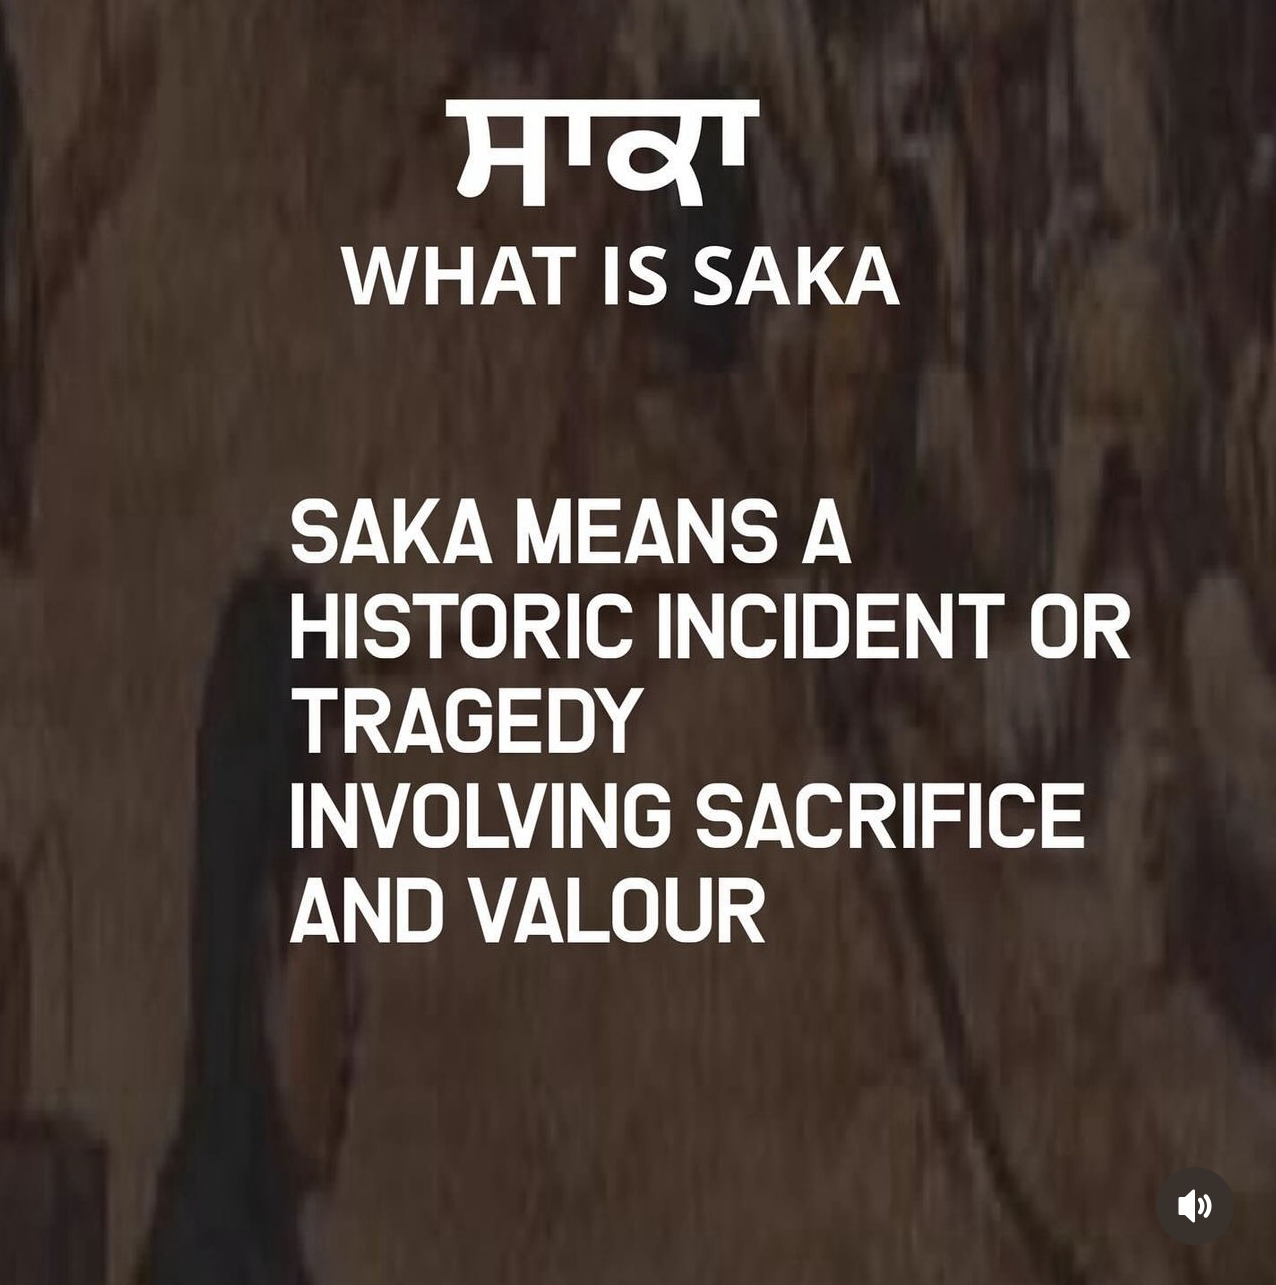 ਸਾਕਾ
WHAT IS SAKA
SAKA MEANS A
HISTORIC INCIDENT OR
TRAGEDY
INVOLVING SACRIFICE
AND VALOUR